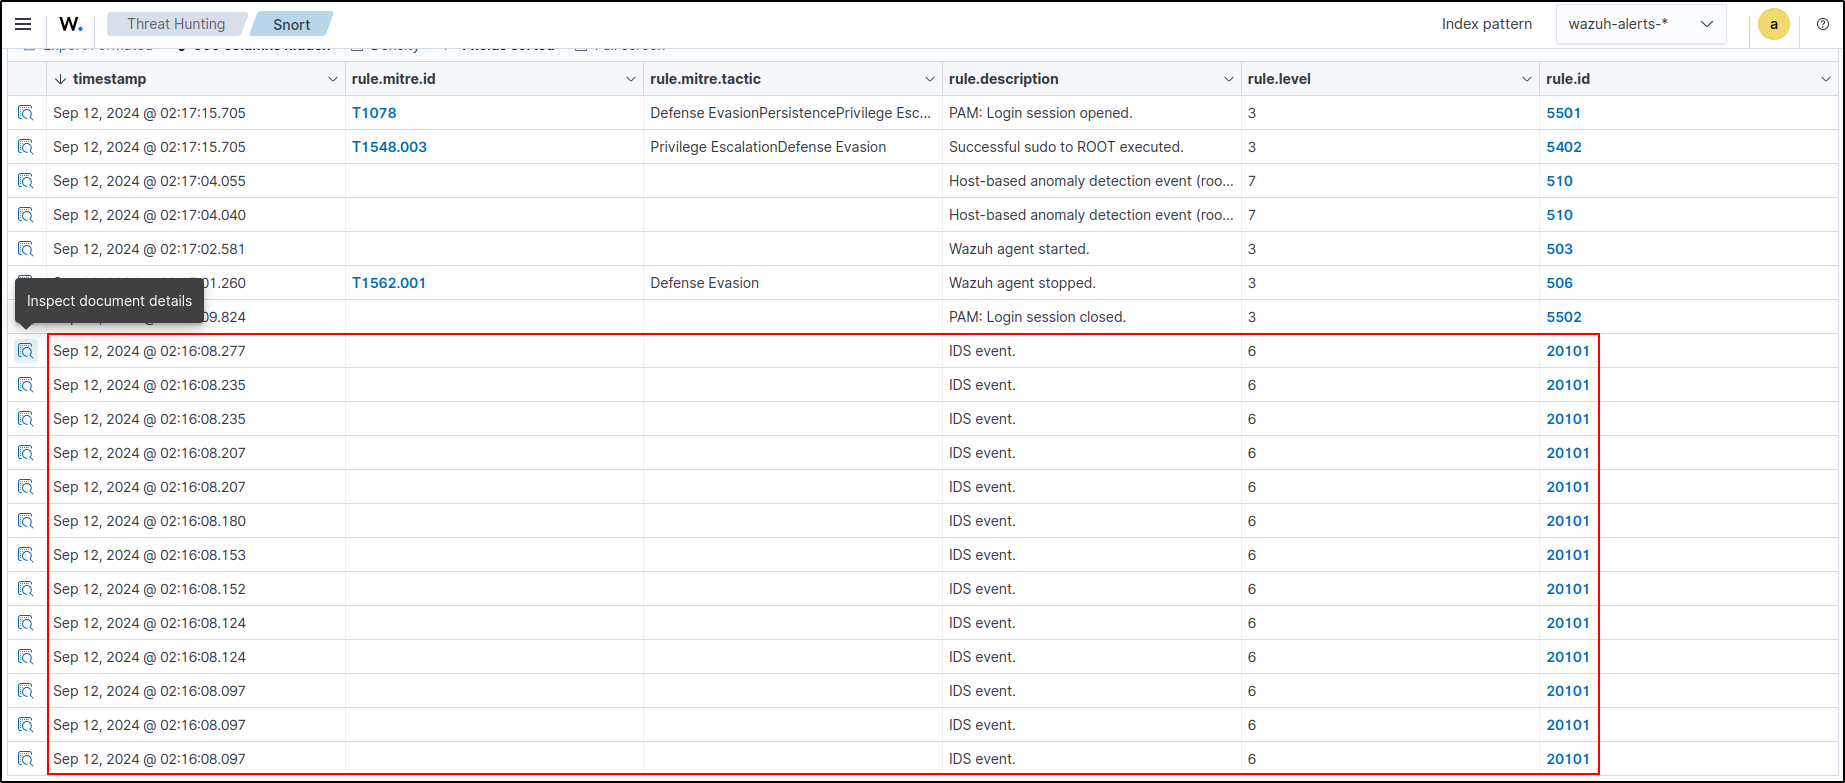 W. Threat Hunting Snort Index pattern wazuh-alerts-* a
timestamp rule.mitre.id rule.mitre.tactic rule.description rule.level rule.id
Sep 12, 2024 @ 02:17:15.705 T1078 Defense EvasionPersistencePrivilege Esc... PAM: Login session opened. 3 5501
Sep 12, 2024 @ 02:17:15.705 T1548.003 Privilege EscalationDefense Evasion Successful sudo to ROOT executed. 3 5402
Sep 12, 2024 @ 02:17:04.055 Host-based anomaly detection event (roo... 7 510
Sep 12, 2024 @ 02:17:04.040 Host-based anomaly detection event (roo... 7 510
Sep 12, 2024 @ 02:17:02.581 Wazuh agent started. 3 503
01.260 T1562.001 Defense Evasion Wazuh agent stopped. 3 506
Inspect document details
09.824 PAM: Login session closed. 3 5502
Sep 12, 2024 @ 02:16:08.277 IDS event. 6 20101
Sep 12, 2024 @ 02:16:08.235 IDS event. 6 20101
Sep 12, 2024 @ 02:16:08.235 IDS event. 6 20101
Sep 12, 2024 @ 02:16:08.207 IDS event. 6 20101
Sep 12, 2024 @ 02:16:08.207 IDS event. 6 20101
Sep 12, 2024 @ 02:16:08.180 IDS event. 6 20101
Sep 12, 2024 @ 02:16:08.153 IDS event. 6 20101
Sep 12, 2024 @ 02:16:08.152 IDS event. 6 20101
Sep 12, 2024 @ 02:16:08.124 IDS event. 6 20101
Sep 12, 2024 @ 02:16:08.124 IDS event. 6 20101
Sep 12, 2024 @ 02:16:08.097 IDS event. 6 20101
Sep 12, 2024 @ 02:16:08.097 IDS event. 6 20101
Sep 12, 2024 @ 02:16:08.097 IDS event. 6 20101